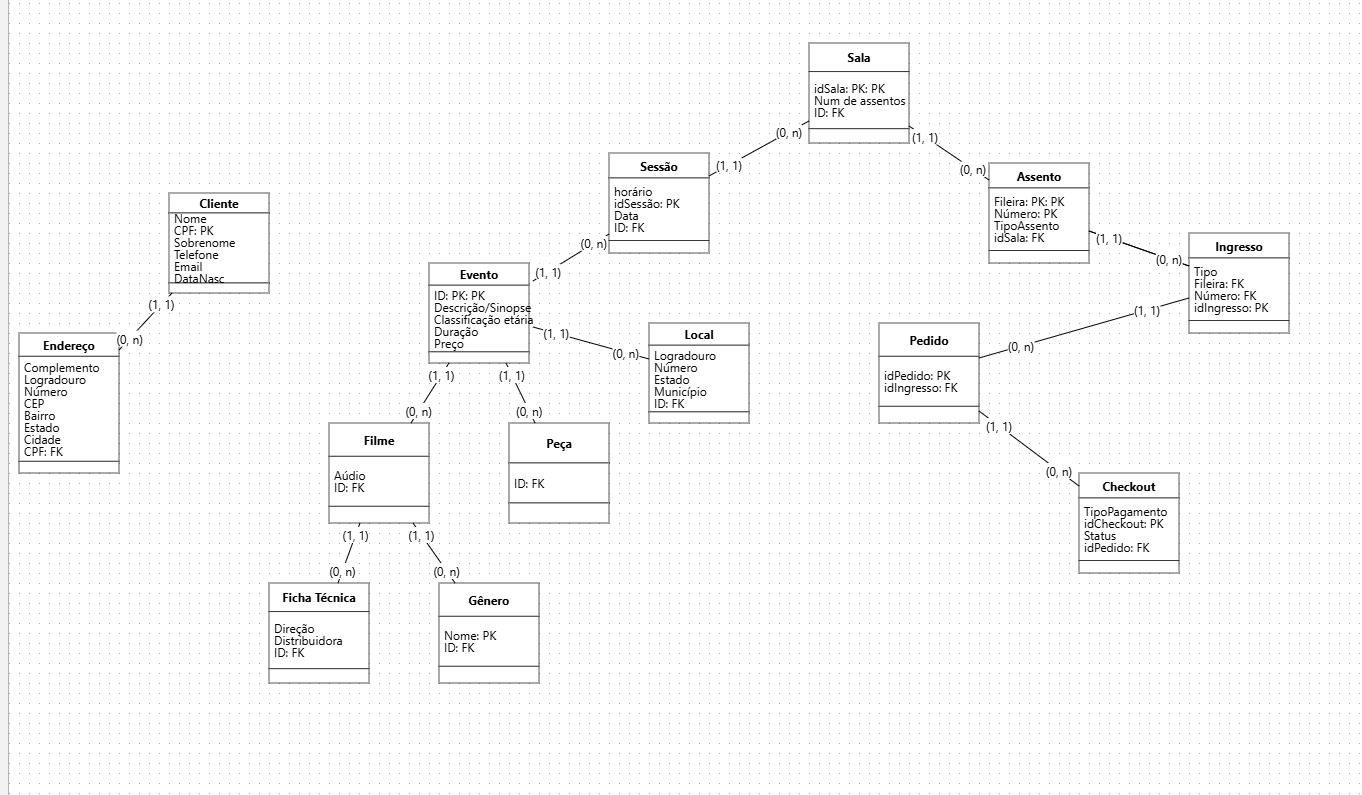 Sala
idSala: PK: PK
Num de assentos
ID: FK
(0, n)
(1, 1)
(1, 1)
(0, n)
Sessão
horário
idSessão: PK
Data
ID: FK
Assento
Fileira: PK: PK
Número: PK
TipoAssento
idSala: FK
Cliente
Nome
CPF: PK
Sobrenome
Telefone
Email
DataNasc
(0, n)
(1, 1)
(1, 1)
(0, n)
Ingresso
Tipo
Fileira: FK
Número: FK
idIngresso: PK
Evento
ID: PK: PK
Descrição/Sinopse
Classificação etária
Duração
Preço
(1, 1)
(0, n)
(1, 1)
(0, n)
(1, 1)
(0, n)
Endereço
Complemento
Logradouro
Número
CEP
Bairro
Estado
Cidade
CPF: FK
Local
Logradouro
Número
Estado
Município
ID: FK
Pedido
idPedido: PK
idIngresso: FK
(1, 1)
(1, 1)
(0, n)
(0, n)
(1, 1)
(0, n)
Filme
Aúdio
ID: FK
Peça
ID: FK
Checkout
TipoPagamento
idCheckout: PK
Status
idPedido: FK
(1, 1)
(1, 1)
(0, n)
(0, n)
Ficha Técnica
Direção
Distribuidora
ID: FK
Gênero
Nome: PK
ID: FK